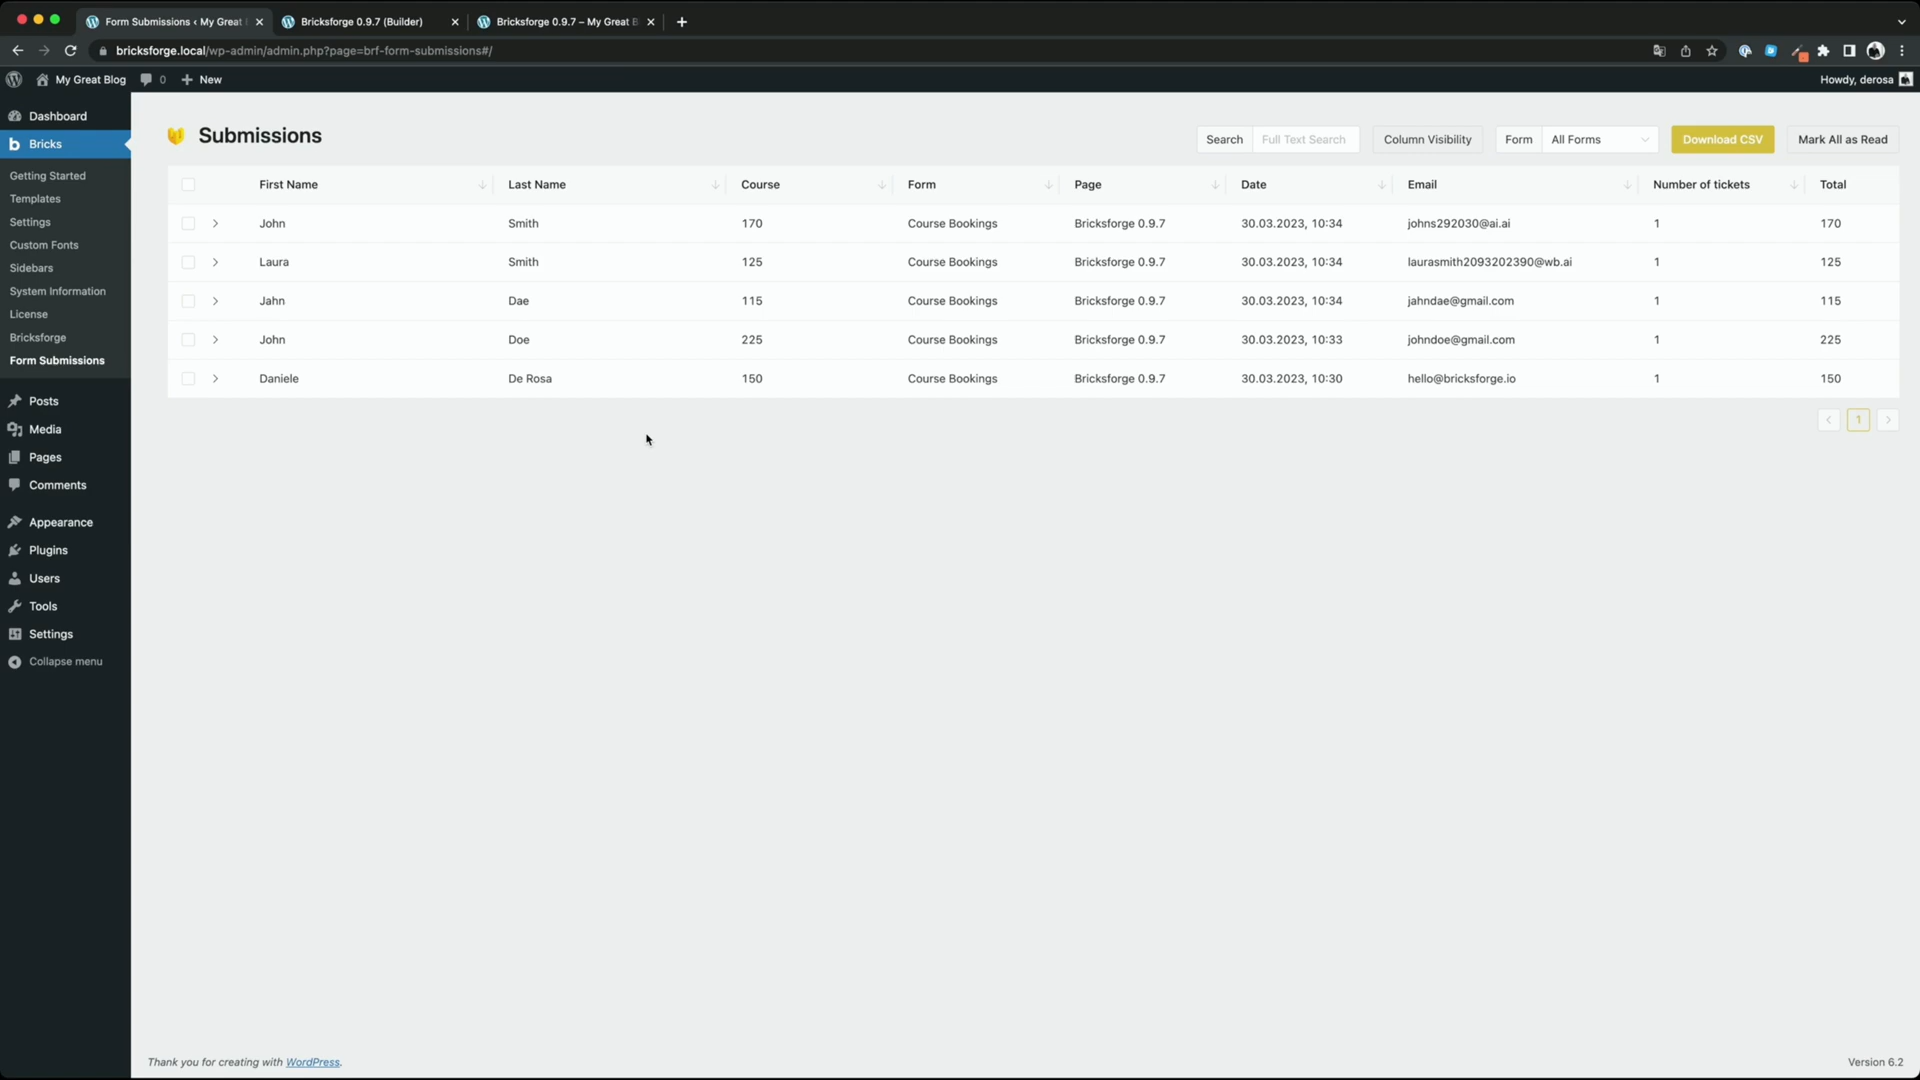 Form Submissions ‹ My Great
Bricksforge 0.9.7 (Builder)
Bricksforge 0.9.7 – My Great B
bricksforge.local/wp-admin/admin.php?page=brf-form-submissions#/
My Great Blog
0
New
Howdy, derosa
Dashboard
Bricks
Getting Started
Templates
Settings
Custom Fonts
Sidebars
System Information
License
Bricksforge
Form Submissions
Posts
Media
Pages
Comments
Appearance
Plugins
Users
Tools
Settings
Collapse menu
Submissions
Search Full Text Search Column Visibility Form All Forms Download CSV Mark All as Read
First Name Last Name Course Form Page Date Email Number of tickets Total
John Smith 170 Course Bookings Bricksforge 0.9.7 30.03.2023, 10:34 johns292030@ai.ai 1 170
Laura Smith 125 Course Bookings Bricksforge 0.9.7 30.03.2023, 10:34 laurasmith2093202390@wb.ai 1 125
Jahn Dae 115 Course Bookings Bricksforge 0.9.7 30.03.2023, 10:34 jahndae@gmail.com 1 115
John Doe 225 Course Bookings Bricksforge 0.9.7 30.03.2023, 10:33 johndoe@gmail.com 1 225
Daniele De Rosa 150 Course Bookings Bricksforge 0.9.7 30.03.2023, 10:30 hello@bricksforge.io 1 150
1
Thank you for creating with WordPress.
Version 6.2